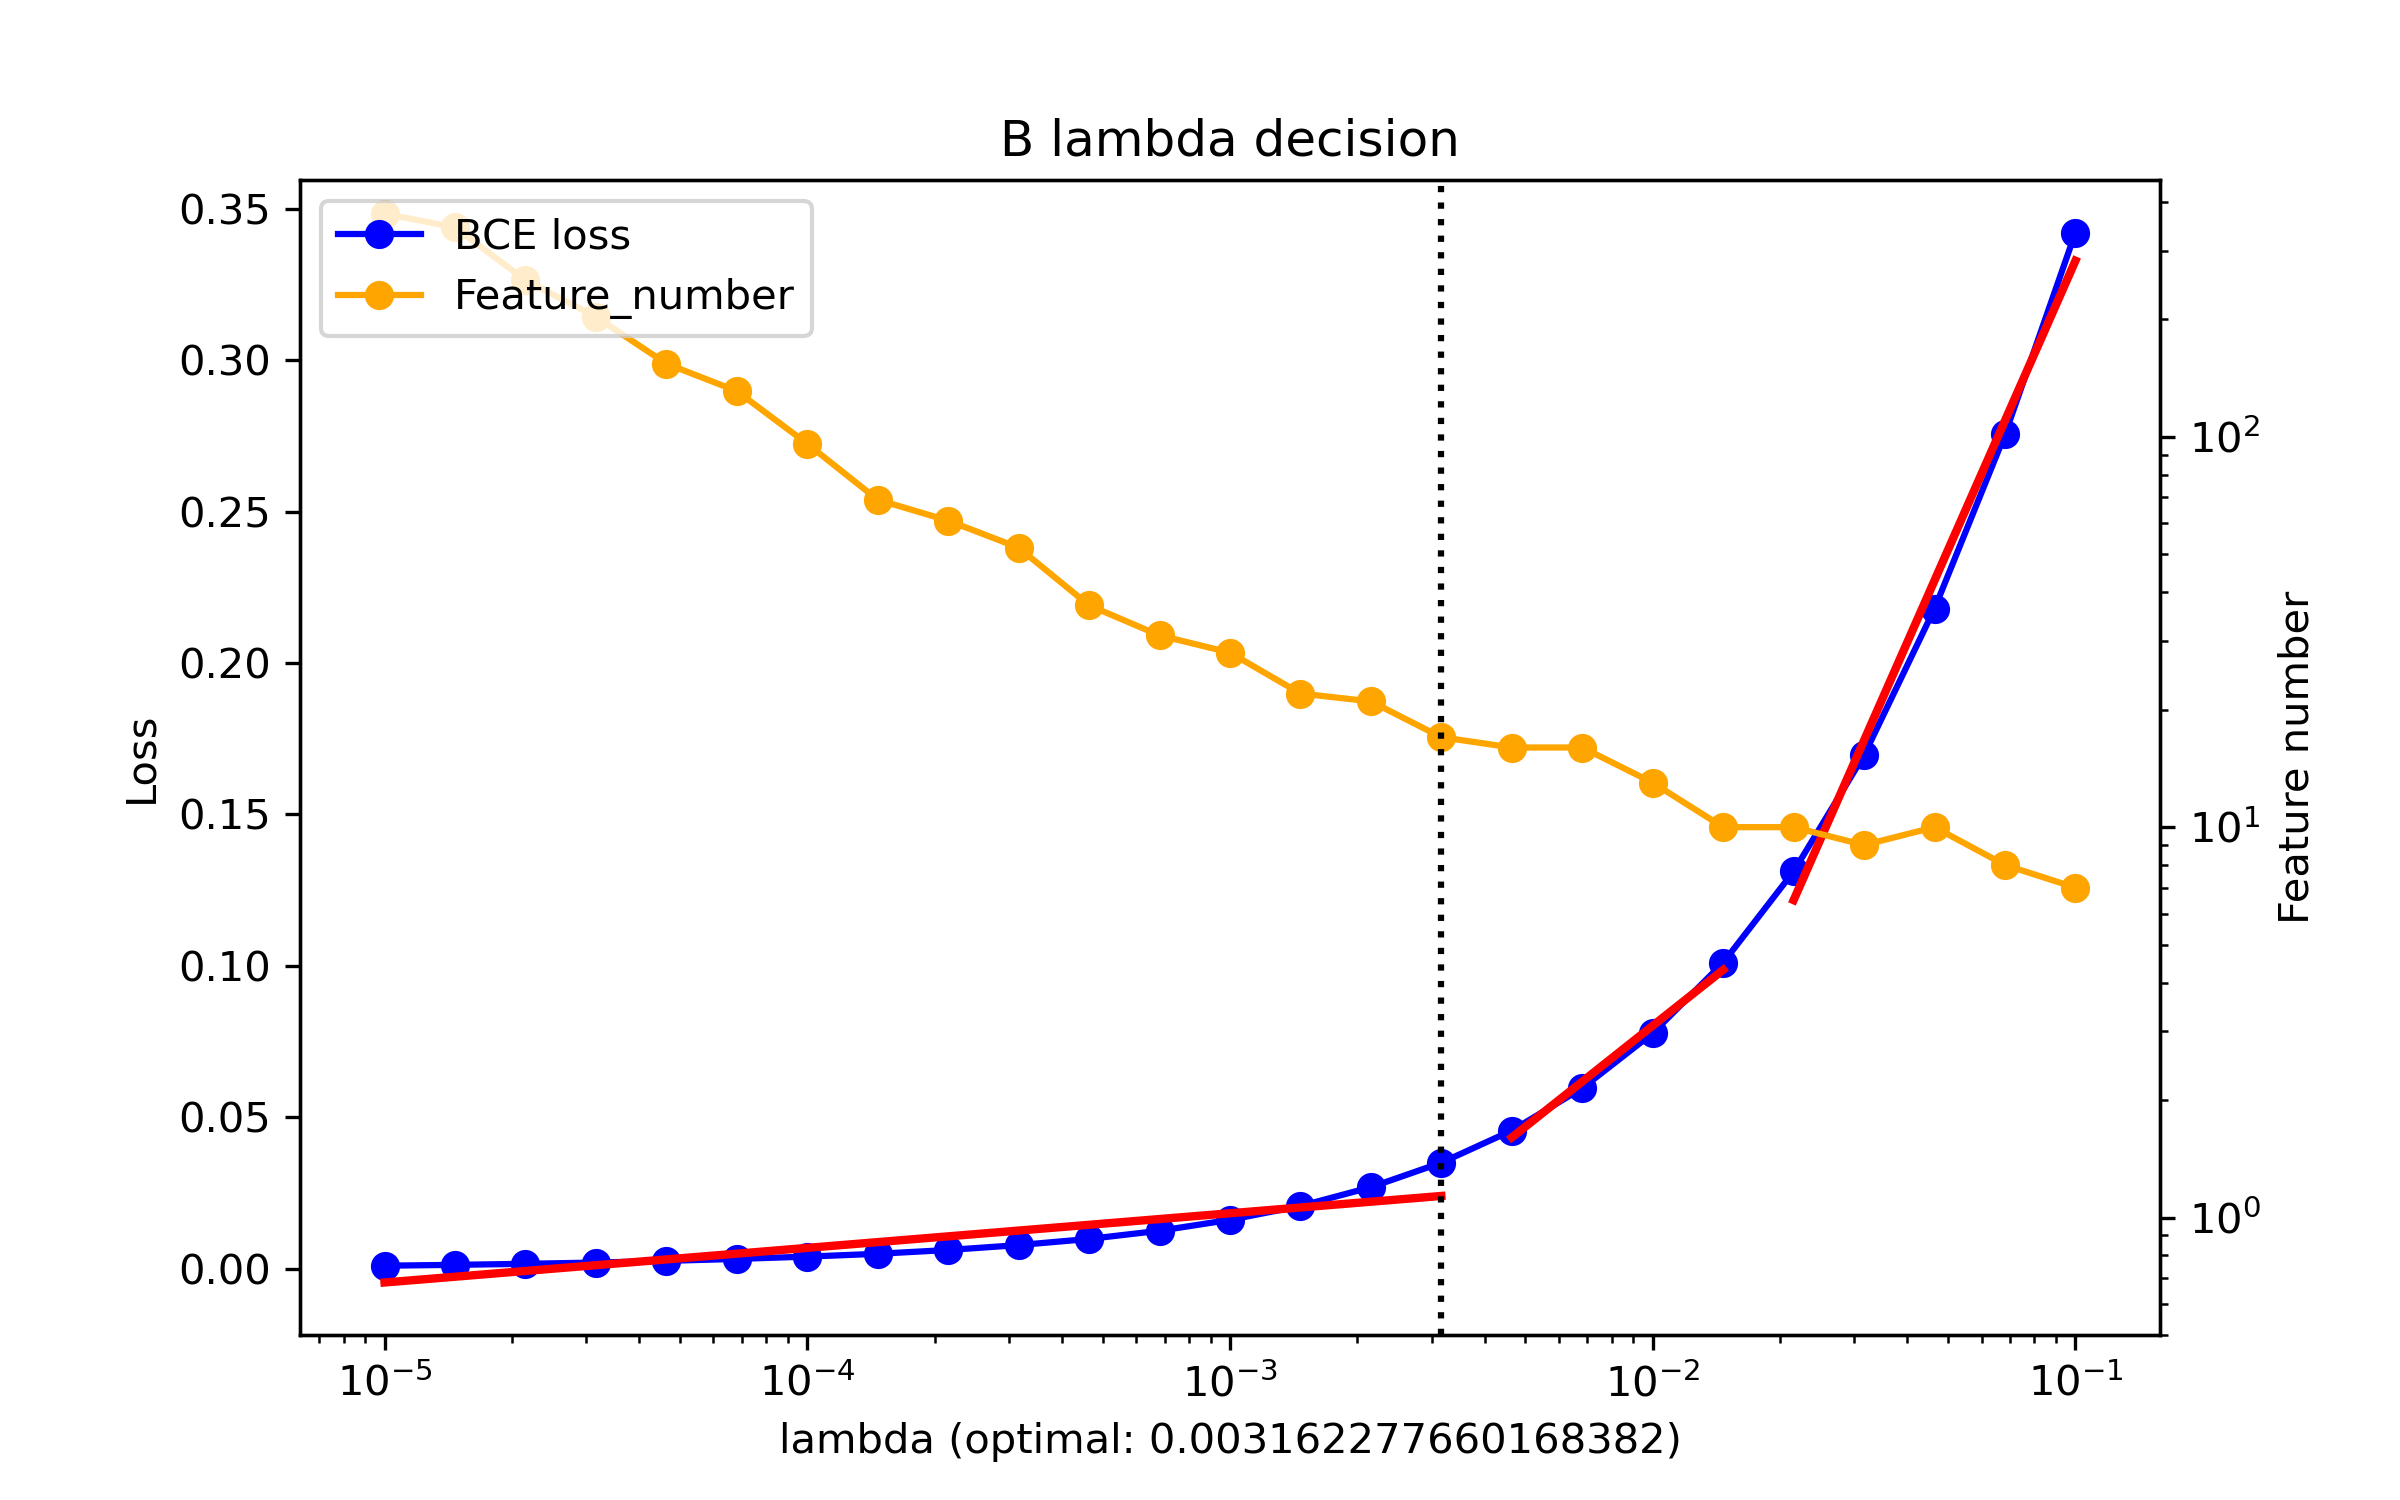 B lambda decision
BCE loss
Feature_number
0.35
0.30
0.25
0.20
0.15
0.10
0.05
0.00
Loss
10²
10¹
10⁰
Feature number
10⁻⁵ 10⁻⁴ 10⁻³ 10⁻² 10⁻¹
lambda (optimal: 0.003162277660168382)